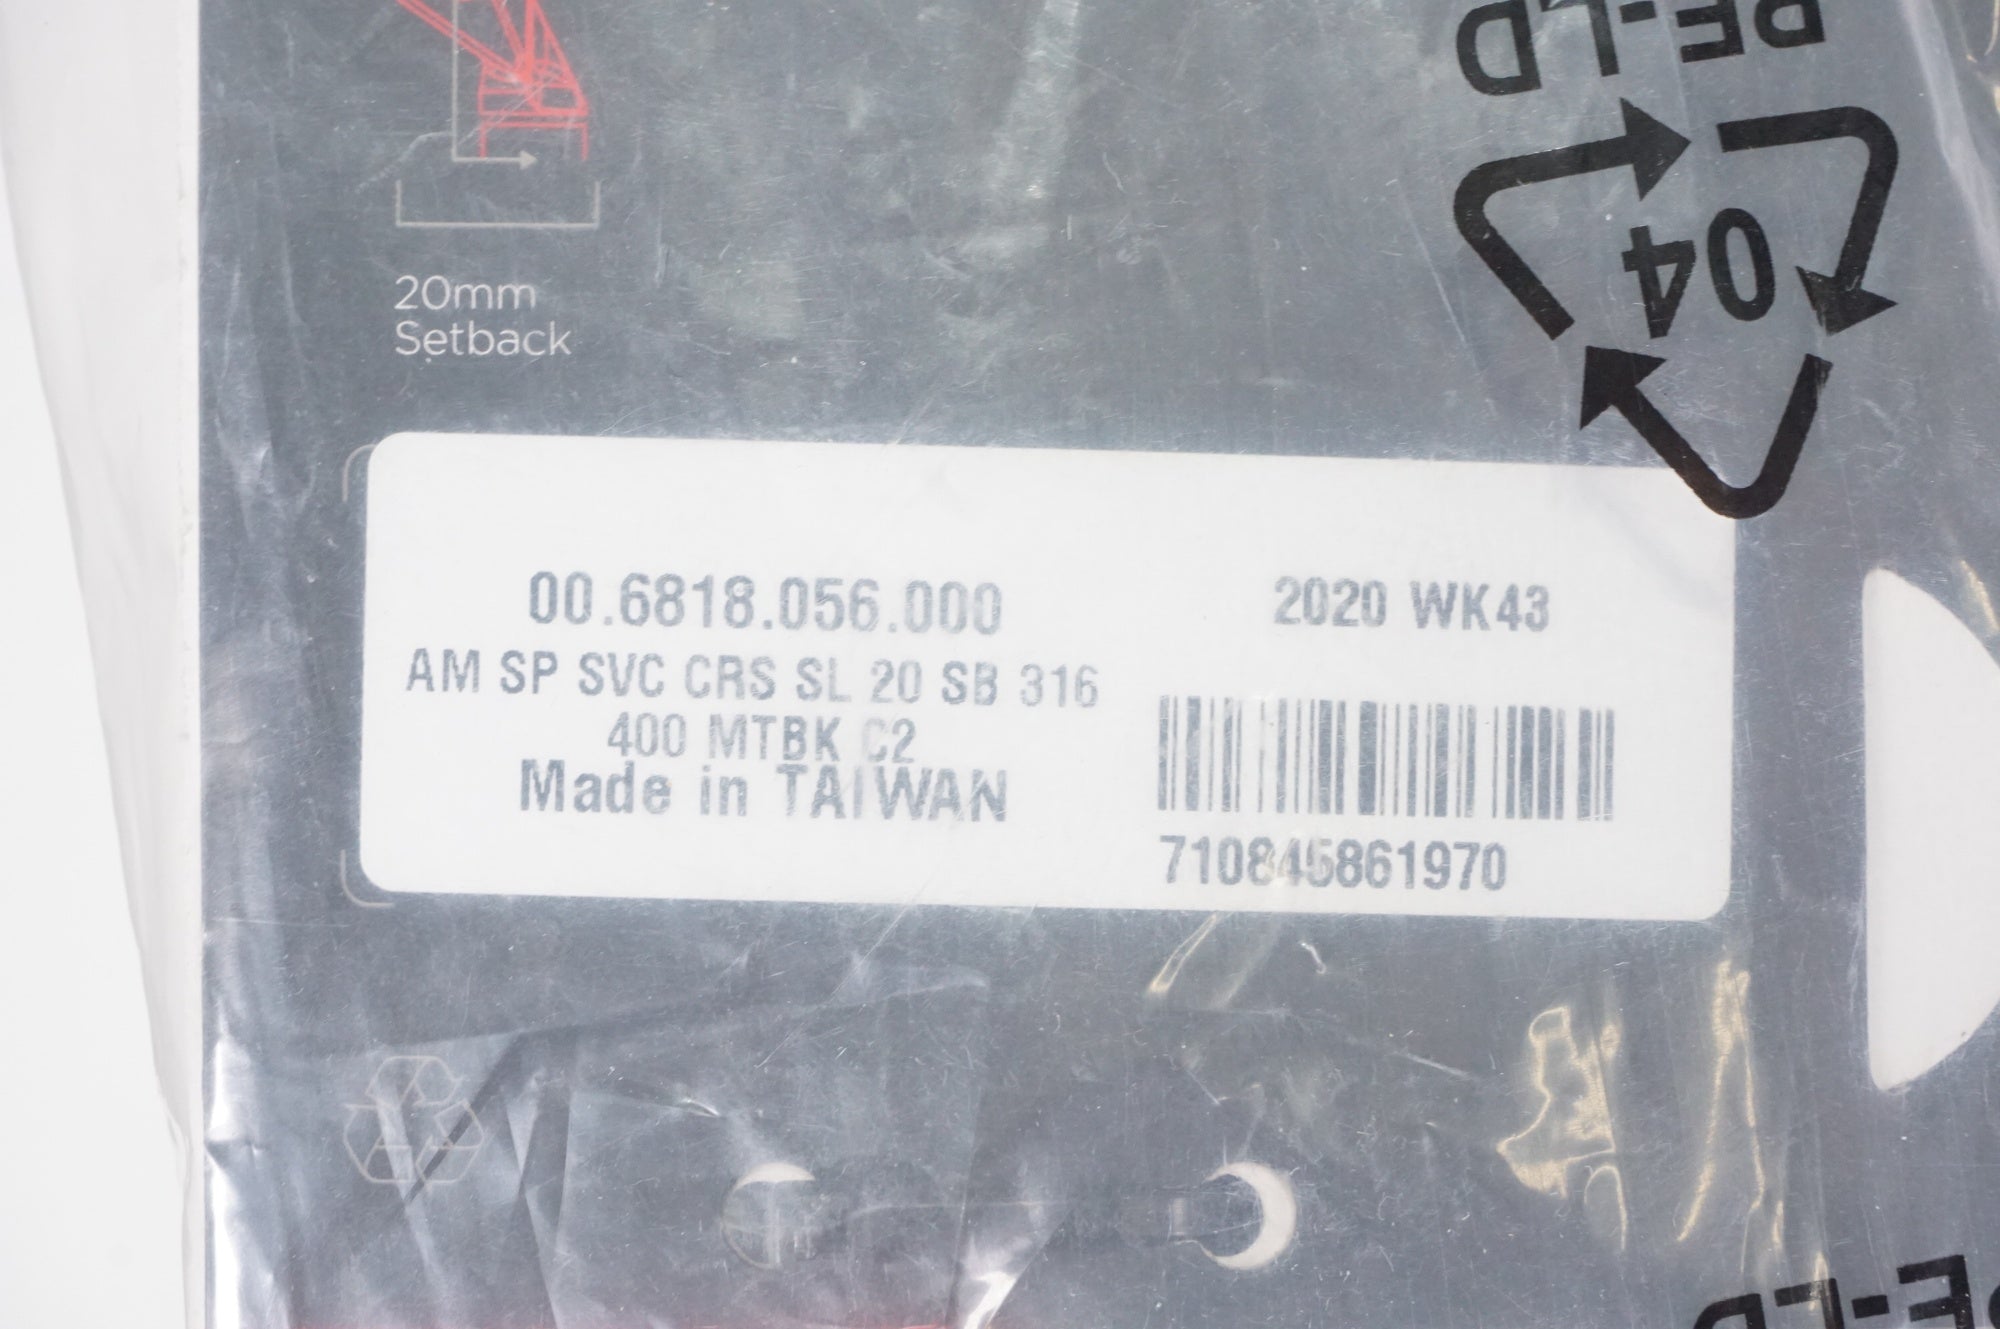 PE-LD
04
20mm
Setback
00.6818.056.000
2020 WK43
AM SP SVC CRS SL 20 SB 316
400 MTBK C2
Made in TAIWAN
710845861970
PE-LD